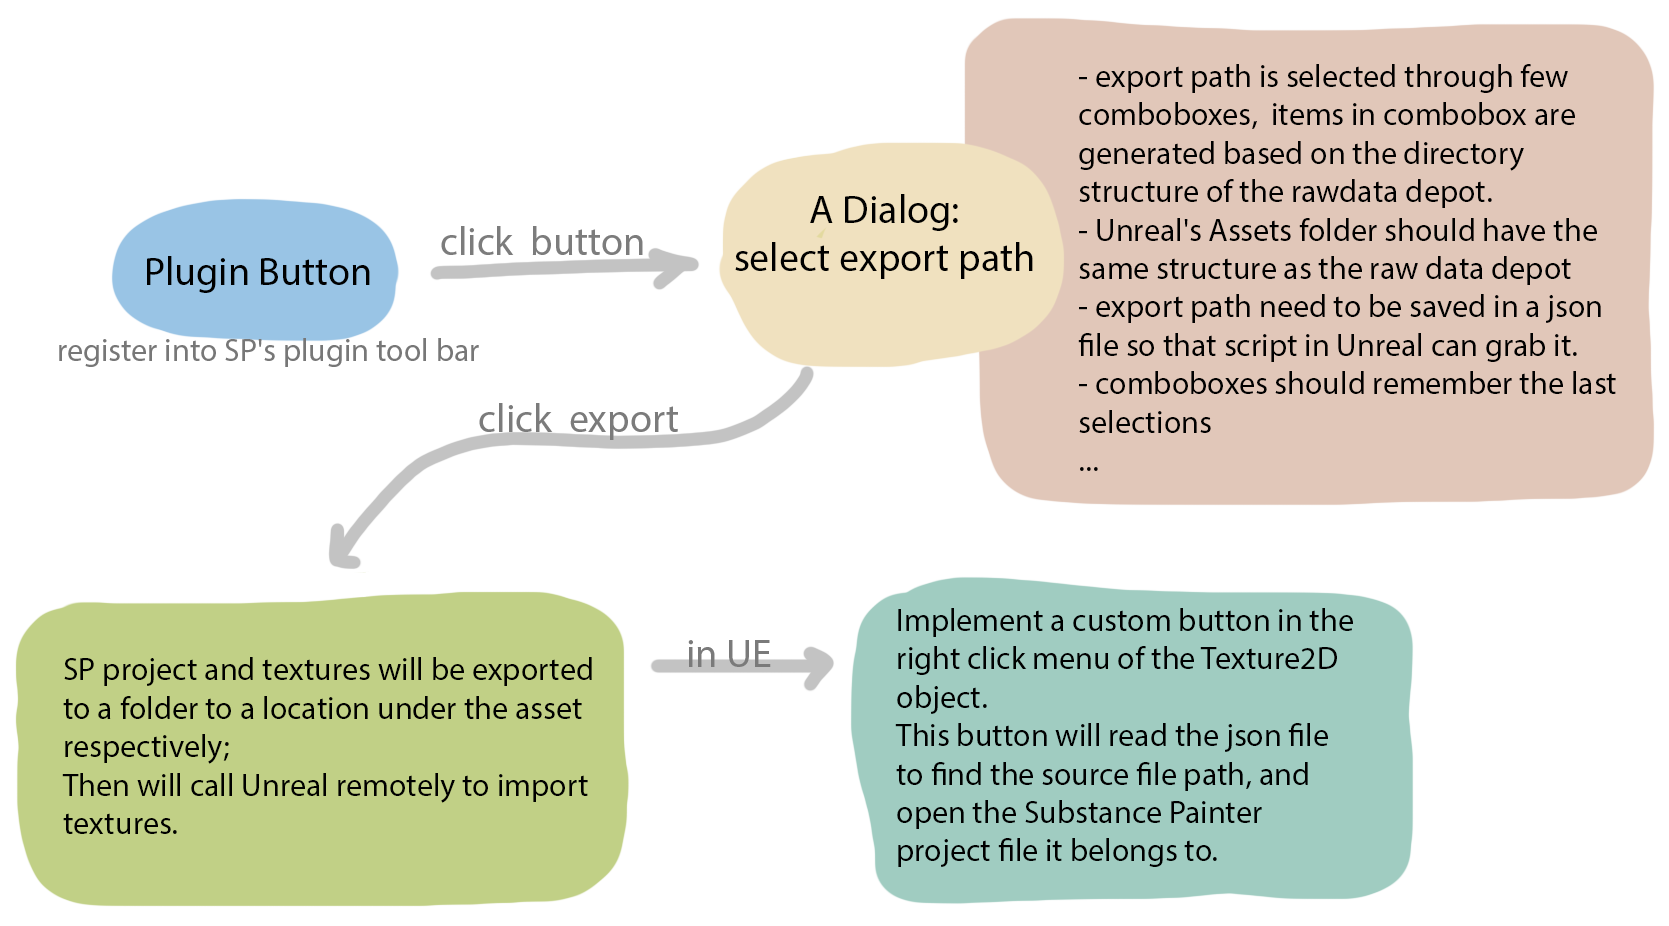 Plugin Button
register into SP's plugin tool bar
click button
A Dialog:
select export path
- export path is selected through few
comboboxes, items in combobox are
generated based on the directory
structure of the rawdata depot.
- Unreal's Assets folder should have the
same structure as the raw data depot
- export path need to be saved in a json
file so that script in Unreal can grab it.
- comboboxes should remember the last
selections
...
click export
SP project and textures will be exported
to a folder to a location under the asset
respectively;
Then will call Unreal remotely to import
textures.
in UE
Implement a custom button in the
right click menu of the Texture2D
object.
This button will read the json file
to find the source file path, and
open the Substance Painter
project file it belongs to.